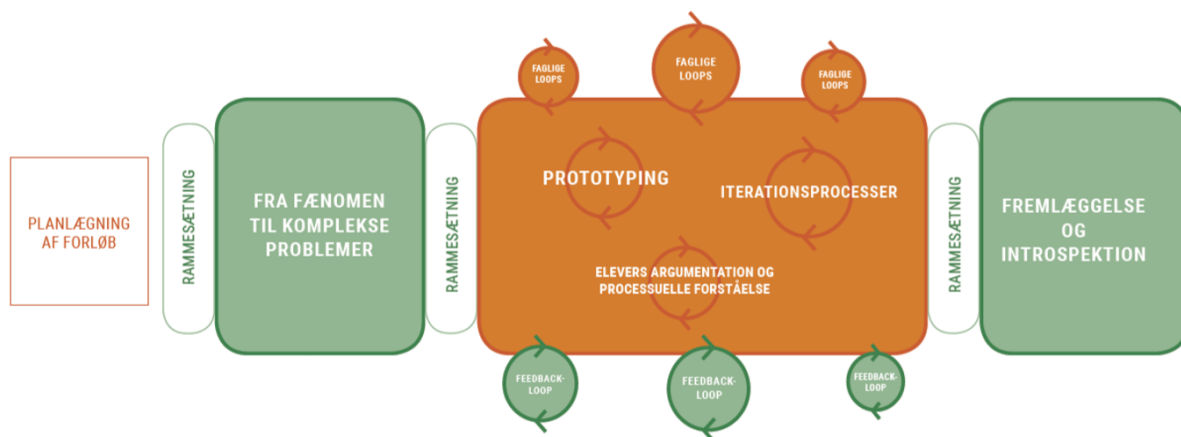 PLANLÆGNING
AF FORLØB
RAMMESÆTNING
FRA FÆNOMEN
TIL KOMPLEKSE
PROBLEMER
RAMMESÆTNING
FAGLIGE
LOOPS
FAGLIGE
LOOPS
FAGLIGE
LOOPS
PROTOTYPING
ITERATIONSPROCESSER
ELEVERS ARGUMENTATION OG
PROCESSUELLE FORSTÅELSE
FEEDBACK-
LOOP
FEEDBACK-
LOOP
FEEDBACK-
LOOP
RAMMESÆTNING
FREMLÆGGELSE
OG
INTROSPEKTION